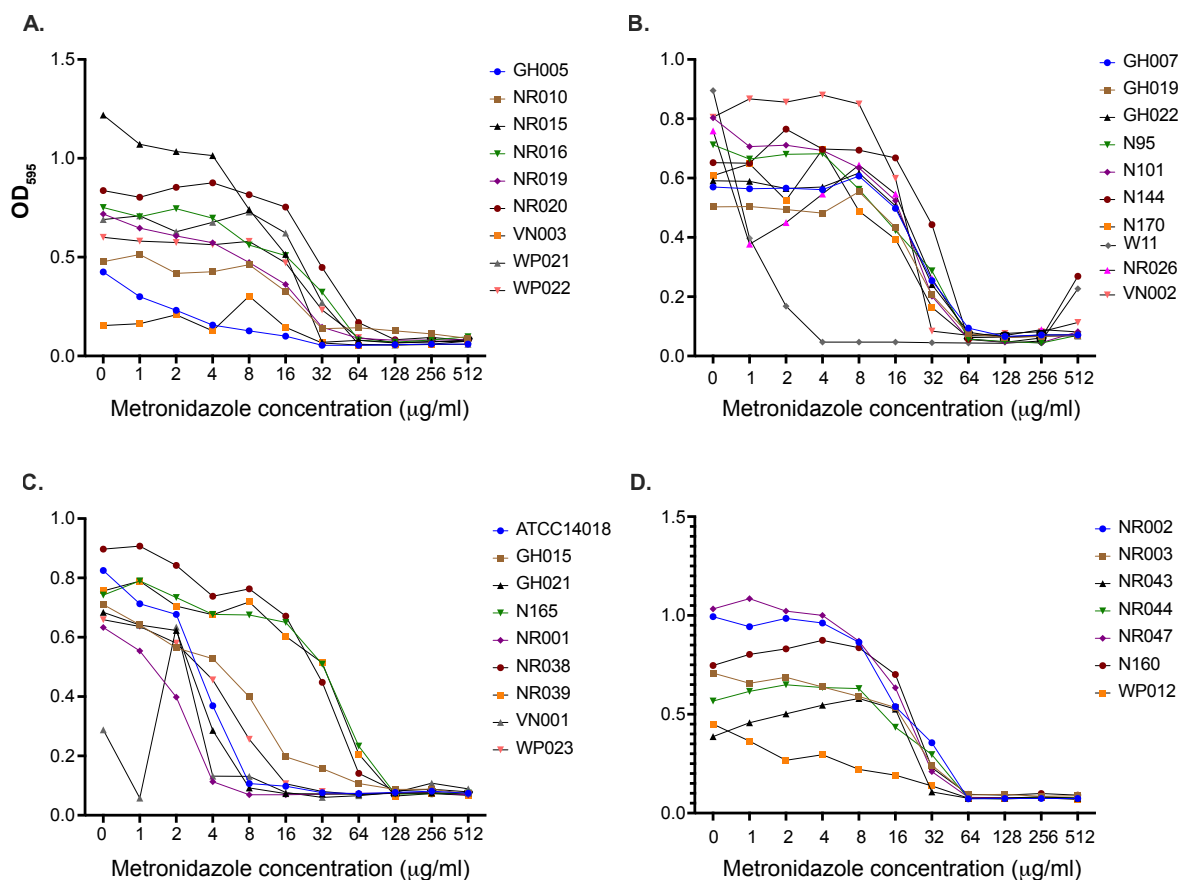 A.
OD595
1.5
1.0
0.5
0.0
0 1 2 4 8 16 32 64 128 256 512
Metronidazole concentration (μg/ml)
GH005
NR010
NR015
NR016
NR019
NR020
VN003
WP021
WP022
B.
1.0
0.8
0.6
0.4
0.2
0.0
0 1 2 4 8 16 32 64 128 256 512
Metronidazole concentration (μg/ml)
GH007
GH019
GH022
N95
N101
N144
N170
W11
NR026
VN002
C.
1.0
0.8
0.6
0.4
0.2
0.0
0 1 2 4 8 16 32 64 128 256 512
Metronidazole concentration (μg/ml)
ATCC14018
GH015
GH021
N165
NR001
NR038
NR039
VN001
WP023
D.
1.5
1.0
0.5
0.0
0 1 2 4 8 16 32 64 128 256 512
Metronidazole concentration (μg/ml)
NR002
NR003
NR043
NR044
NR047
N160
WP012